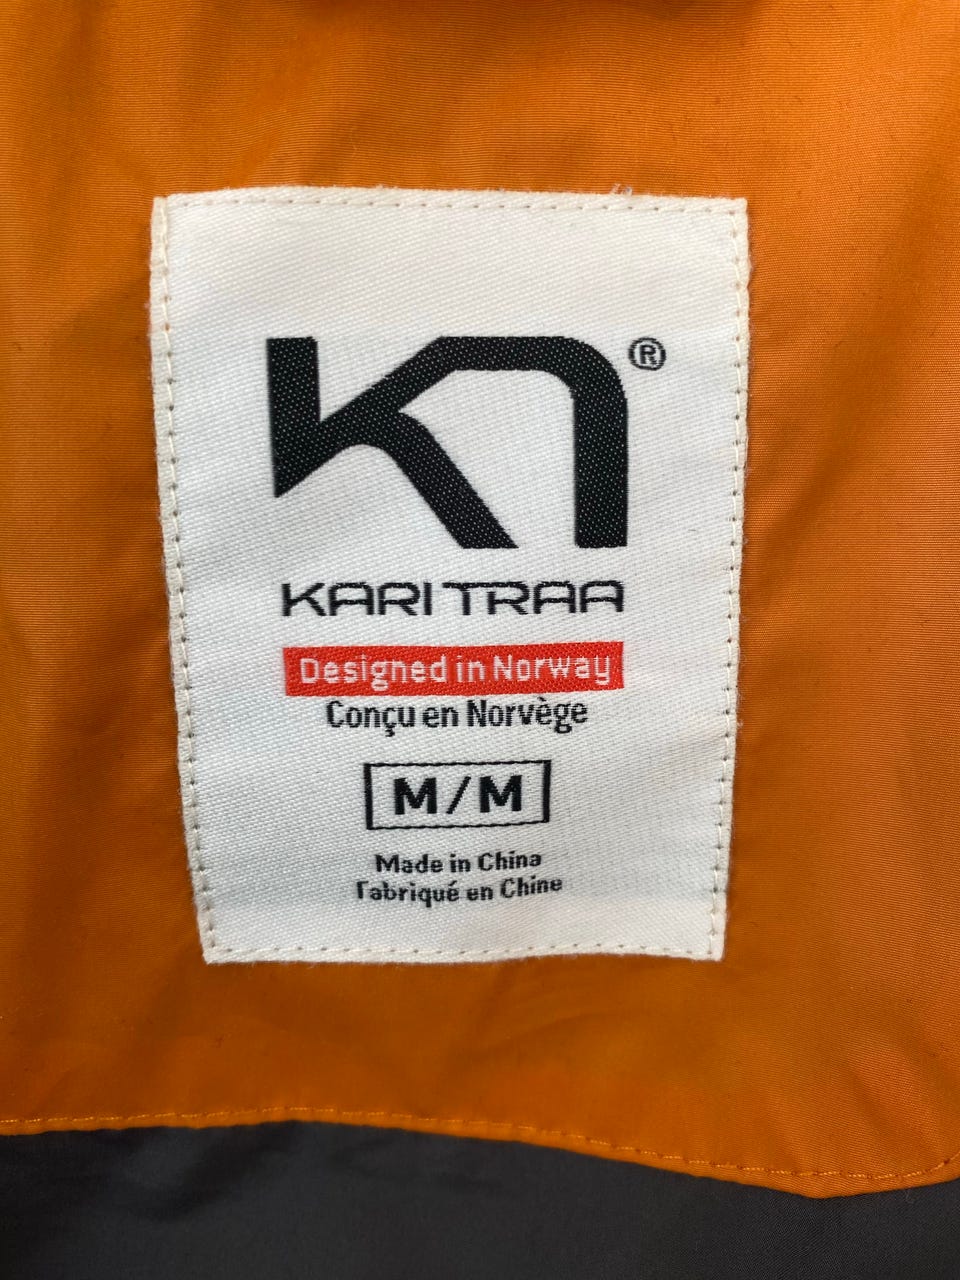 ®
KARI TRAA
Designed in Norway
Conçu en Norvège
M/M
Made in China
Fabriqué en Chine